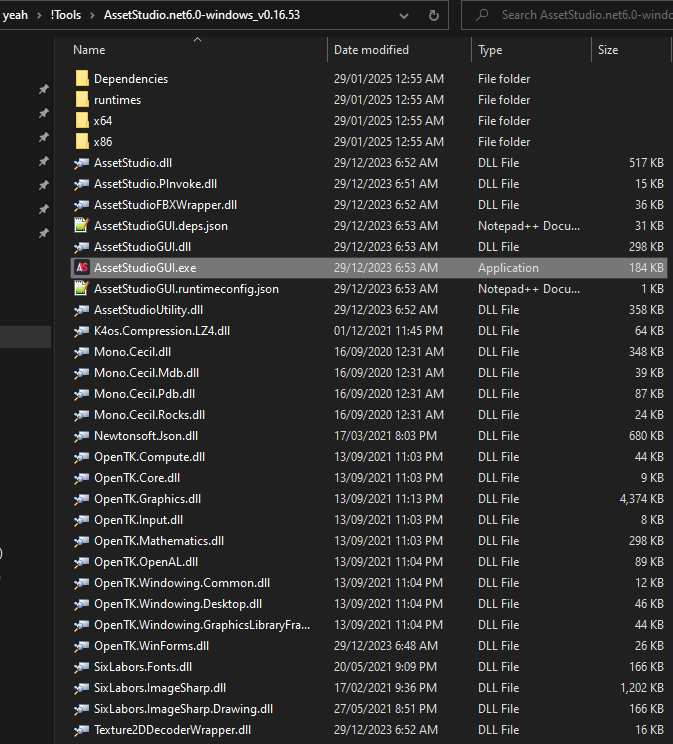 yeah > !Tools > AssetStudio.net6.0-windows_v0.16.53 Search AssetStudio.net6.0-windo
Name Date modified Type Size
Dependencies 29/01/2025 12:55 AM File folder
runtimes 29/01/2025 12:55 AM File folder
x64 29/01/2025 12:55 AM File folder
x86 29/01/2025 12:55 AM File folder
AssetStudio.dll 29/12/2023 6:52 AM DLL File 517 KB
AssetStudio.PInvoke.dll 29/12/2023 6:51 AM DLL File 15 KB
AssetStudioFBXWrapper.dll 29/12/2023 6:52 AM DLL File 36 KB
AssetStudioGUI.deps.json 29/12/2023 6:53 AM Notepad++ Docu... 31 KB
AssetStudioGUI.dll 29/12/2023 6:53 AM DLL File 298 KB
AS AssetStudioGUI.exe 29/12/2023 6:53 AM Application 184 KB
AssetStudioGUI.runtimeconfig.json 29/12/2023 6:53 AM Notepad++ Docu... 1 KB
AssetStudioUtility.dll 29/12/2023 6:52 AM DLL File 358 KB
K4os.Compression.LZ4.dll 01/12/2021 11:45 PM DLL File 64 KB
Mono.Cecil.dll 16/09/2020 12:31 AM DLL File 348 KB
Mono.Cecil.Mdb.dll 16/09/2020 12:31 AM DLL File 39 KB
Mono.Cecil.Pdb.dll 16/09/2020 12:31 AM DLL File 87 KB
Mono.Cecil.Rocks.dll 16/09/2020 12:31 AM DLL File 24 KB
Newtonsoft.Json.dll 17/03/2021 8:03 PM DLL File 680 KB
OpenTK.Compute.dll 13/09/2021 11:03 PM DLL File 44 KB
OpenTK.Core.dll 13/09/2021 11:03 PM DLL File 9 KB
OpenTK.Graphics.dll 13/09/2021 11:13 PM DLL File 4,374 KB
OpenTK.Input.dll 13/09/2021 11:03 PM DLL File 8 KB
OpenTK.Mathematics.dll 13/09/2021 11:03 PM DLL File 298 KB
OpenTK.OpenAL.dll 13/09/2021 11:04 PM DLL File 89 KB
OpenTK.Windowing.Common.dll 13/09/2021 11:04 PM DLL File 12 KB
OpenTK.Windowing.Desktop.dll 13/09/2021 11:04 PM DLL File 46 KB
OpenTK.Windowing.GraphicsLibraryFra... 13/09/2021 11:04 PM DLL File 44 KB
OpenTK.WinForms.dll 29/12/2023 6:48 AM DLL File 26 KB
SixLabors.Fonts.dll 20/05/2021 9:09 PM DLL File 166 KB
SixLabors.ImageSharp.dll 17/02/2021 9:36 PM DLL File 1,202 KB
SixLabors.ImageSharp.Drawing.dll 27/05/2021 8:51 PM DLL File 166 KB
Texture2DDecoderWrapper.dll 29/12/2023 6:52 AM DLL File 16 KB